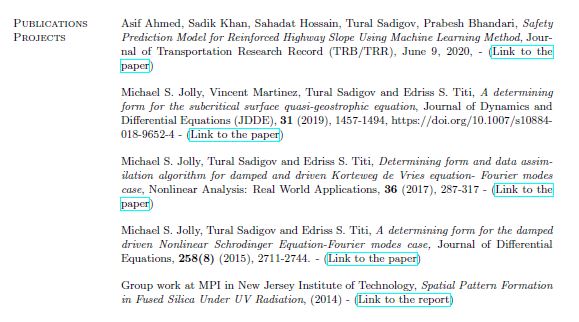 PUBLICATIONS
PROJECTS
Asif Ahmed, Sadik Khan, Sahadat Hossain, Tural Sadigov, Prabesh Bhandari, Safety
Prediction Model for Reinforced Highway Slope Using Machine Learning Method, Jour-
nal of Transportation Research Record (TRB/TRR), June 9, 2020, - (Link to the
paper)
Michael S. Jolly, Vincent Martinez, Tural Sadigov and Edriss S. Titi, A determining
form for the subcritical surface quasi-geostrophic equation, Journal of Dynamics and
Differential Equations (JDDE), 31 (2019), 1457-1494, https://doi.org/10.1007/s10884-
018-9652-4 - (Link to the paper)
Michael S. Jolly, Tural Sadigov and Edriss S. Titi, Determining form and data assim-
ilation algorithm for damped and driven Korteweg de Vries equation- Fourier modes
case, Nonlinear Analysis: Real World Applications, 36 (2017), 287-317 - (Link to the
paper)
Michael S. Jolly, Tural Sadigov and Edriss S. Titi, A determining form for the damped
driven Nonlinear Schrodinger Equation-Fourier modes case, Journal of Differential
Equations, 258(8) (2015), 2711-2744. - (Link to the paper)
Group work at MPI in New Jersey Institute of Technology, Spatial Pattern Formation
in Fused Silica Under UV Radiation, (2014) - (Link to the report)